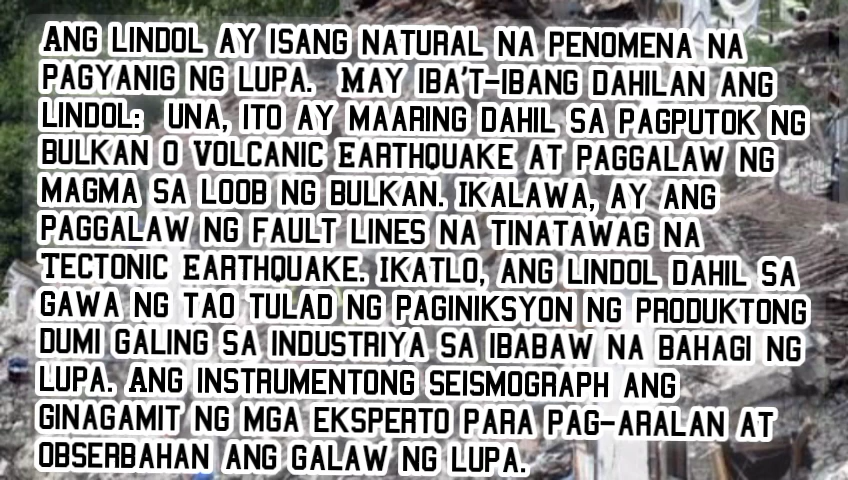 Ang lindol ay isang natural na penomena na
pagyanig ng lupa.  May iba't-ibang dahilan ang
lindol:  una, ito ay maaring dahil sa pagputok ng
bulkan o Volcanic Earthquake at paggalaw ng
magma sa loob ng bulkan. Ikalawa, ay ang
paggalaw ng fault lines na tinatawag na
Tectonic Earthquake. Ikatlo, ang lindol dahil sa
gawa ng tao tulad ng paginiksyon ng produktong
dumi galing sa industriya sa ibabaw na bahagi ng
lupa. Ang instrumentong seismograph ang
ginagamit ng mga eksperto para pag-aralan at
obserbahan ang galaw ng lupa.